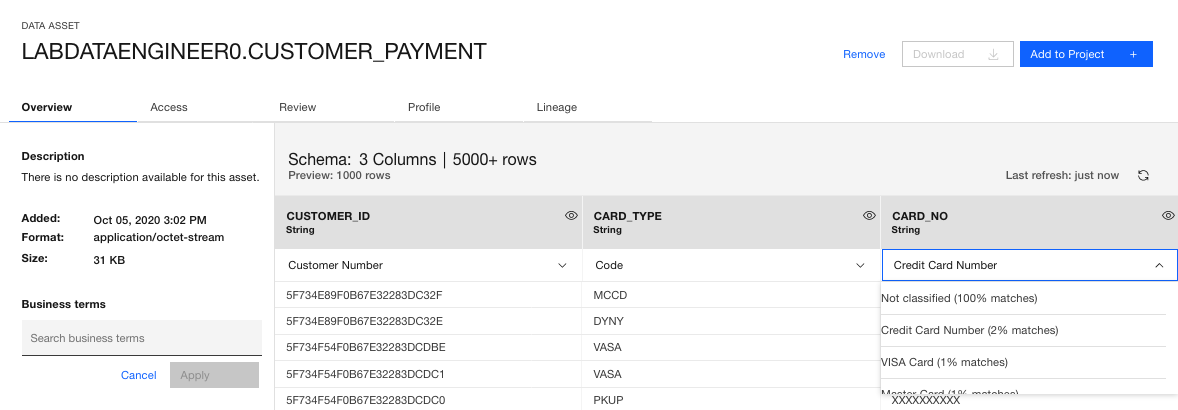 DATA ASSET
LABDATAENGINEER0.CUSTOMER_PAYMENT
Remove
Download
Add to Project +
Overview
Access
Review
Profile
Lineage
Description
There is no description available for this asset.
Added: Oct 05, 2020 3:02 PM
Format: application/octet-stream
Size: 31 KB
Business terms
Search business terms
Cancel
Apply
Schema: 3 Columns | 5000+ rows
Preview: 1000 rows
Last refresh: just now
CUSTOMER_ID
String
CARD_TYPE
String
CARD_NO
String
Customer Number
Code
Credit Card Number
5F734E89F0B67E32283DC32F
MCCD
Not classified (100% matches)
5F734E89F0B67E32283DC32E
DYNY
Credit Card Number (2% matches)
5F734F54F0B67E32283DCDBE
VASA
VISA Card (1% matches)
5F734F54F0B67E32283DCDC1
VASA
Master Card (1% matches)
5F734F54F0B67E32283DCDC0
PKUP
XXXXXXXXXX